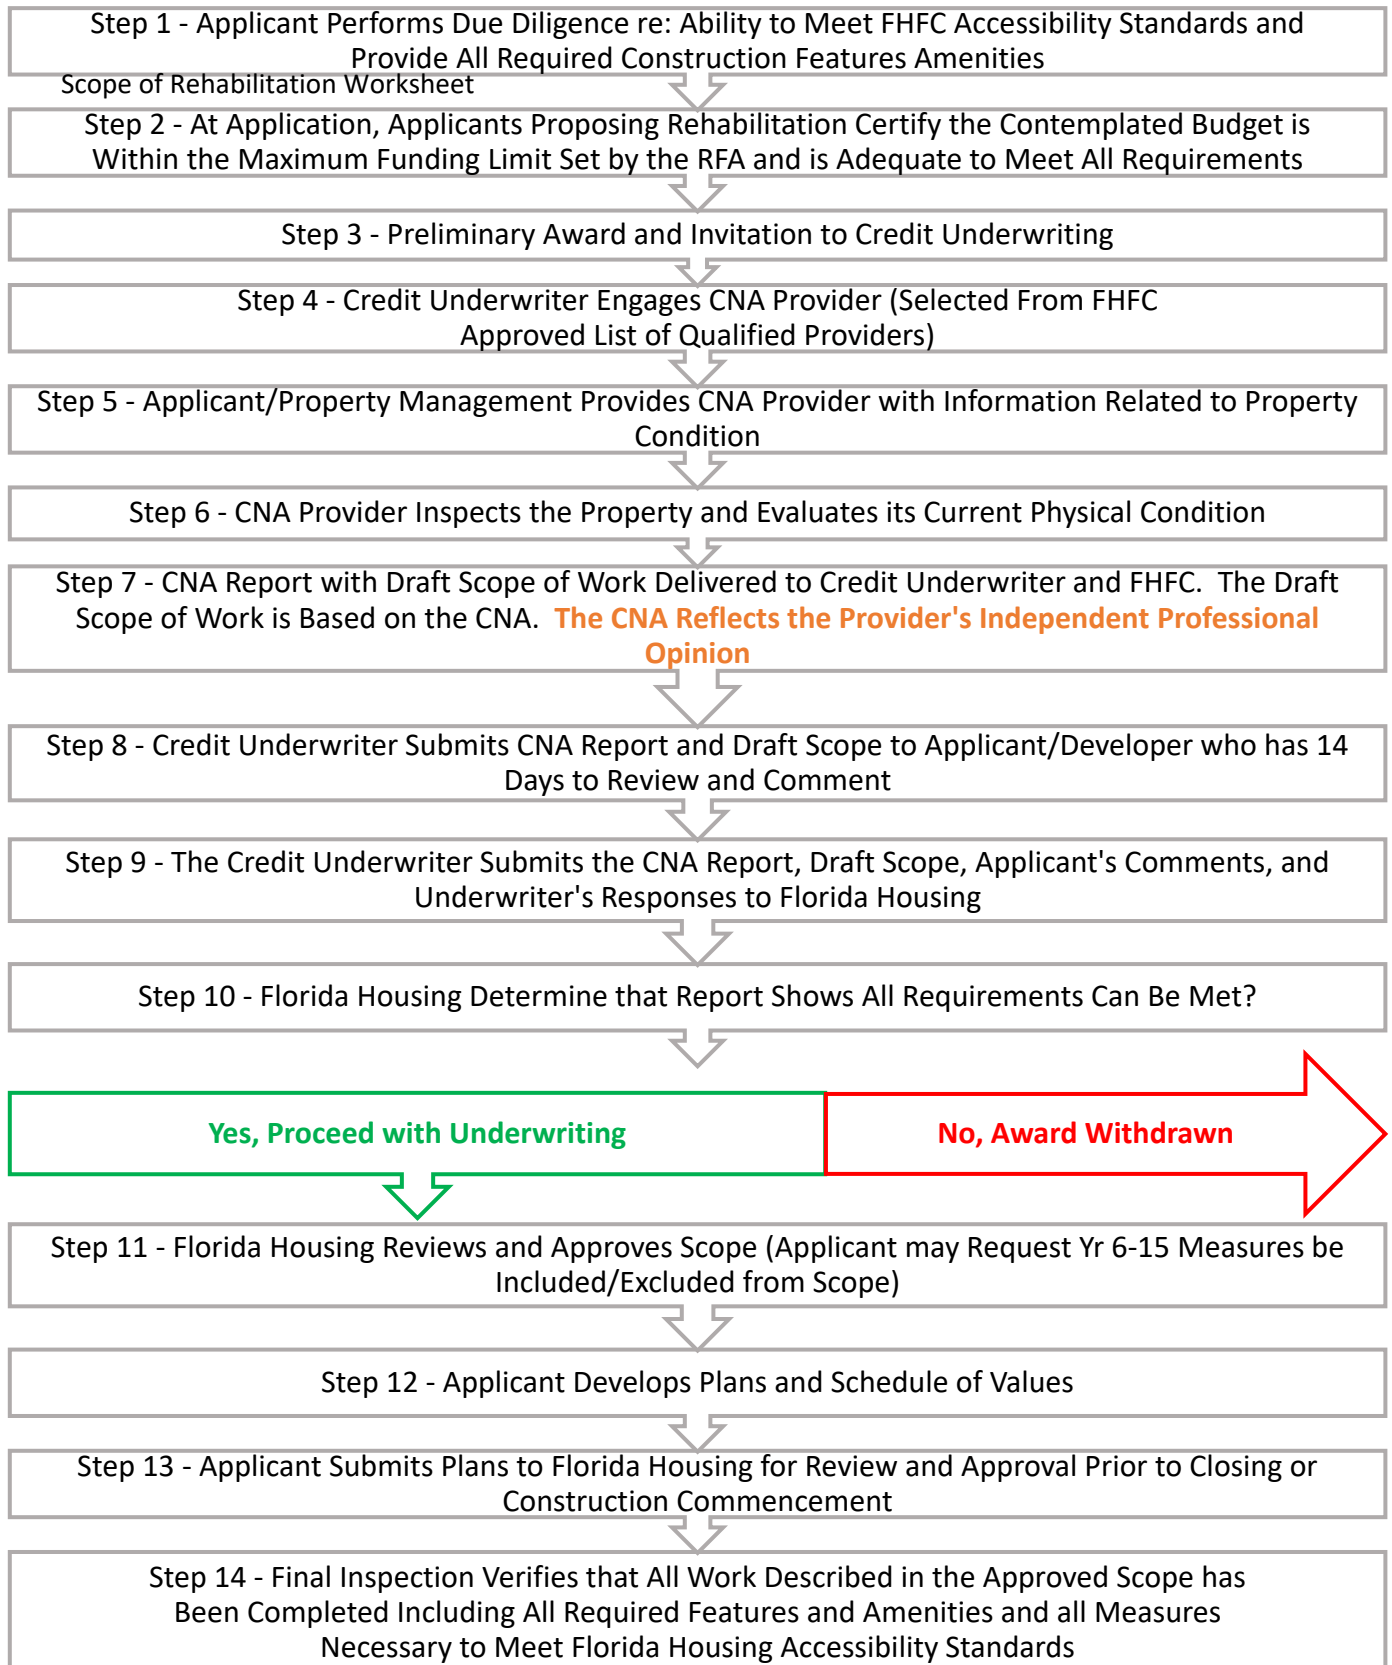 Step 1 - Applicant Performs Due Diligence re: Ability to Meet FHFC Accessibility Standards and
Provide All Required Construction Features Amenities
Scope of Rehabilitation Worksheet
Step 2 - At Application, Applicants Proposing Rehabilitation Certify the Contemplated Budget is
Within the Maximum Funding Limit Set by the RFA and is Adequate to Meet All Requirements
Step 3 - Preliminary Award and Invitation to Credit Underwriting
Step 4 - Credit Underwriter Engages CNA Provider (Selected From FHFC
Approved List of Qualified Providers)
Step 5 - Applicant/Property Management Provides CNA Provider with Information Related to Property
Condition
Step 6 - CNA Provider Inspects the Property and Evaluates its Current Physical Condition
Step 7 - CNA Report with Draft Scope of Work Delivered to Credit Underwriter and FHFC.  The Draft
Scope of Work is Based on the CNA.  The CNA Reflects the Provider's Independent Professional
Opinion
Step 8 - Credit Underwriter Submits CNA Report and Draft Scope to Applicant/Developer who has 14
Days to Review and Comment
Step 9 - The Credit Underwriter Submits the CNA Report, Draft Scope, Applicant's Comments, and
Underwriter's Responses to Florida Housing
Step 10 - Florida Housing Determine that Report Shows All Requirements Can Be Met?
Yes, Proceed with Underwriting
No, Award Withdrawn
Step 11 - Florida Housing Reviews and Approves Scope (Applicant may Request Yr 6-15 Measures be
Included/Excluded from Scope)
Step 12 - Applicant Develops Plans and Schedule of Values
Step 13 - Applicant Submits Plans to Florida Housing for Review and Approval Prior to Closing or
Construction Commencement
Step 14 - Final Inspection Verifies that All Work Described in the Approved Scope has
Been Completed Including All Required Features and Amenities and all Measures
Necessary to Meet Florida Housing Accessibility Standards